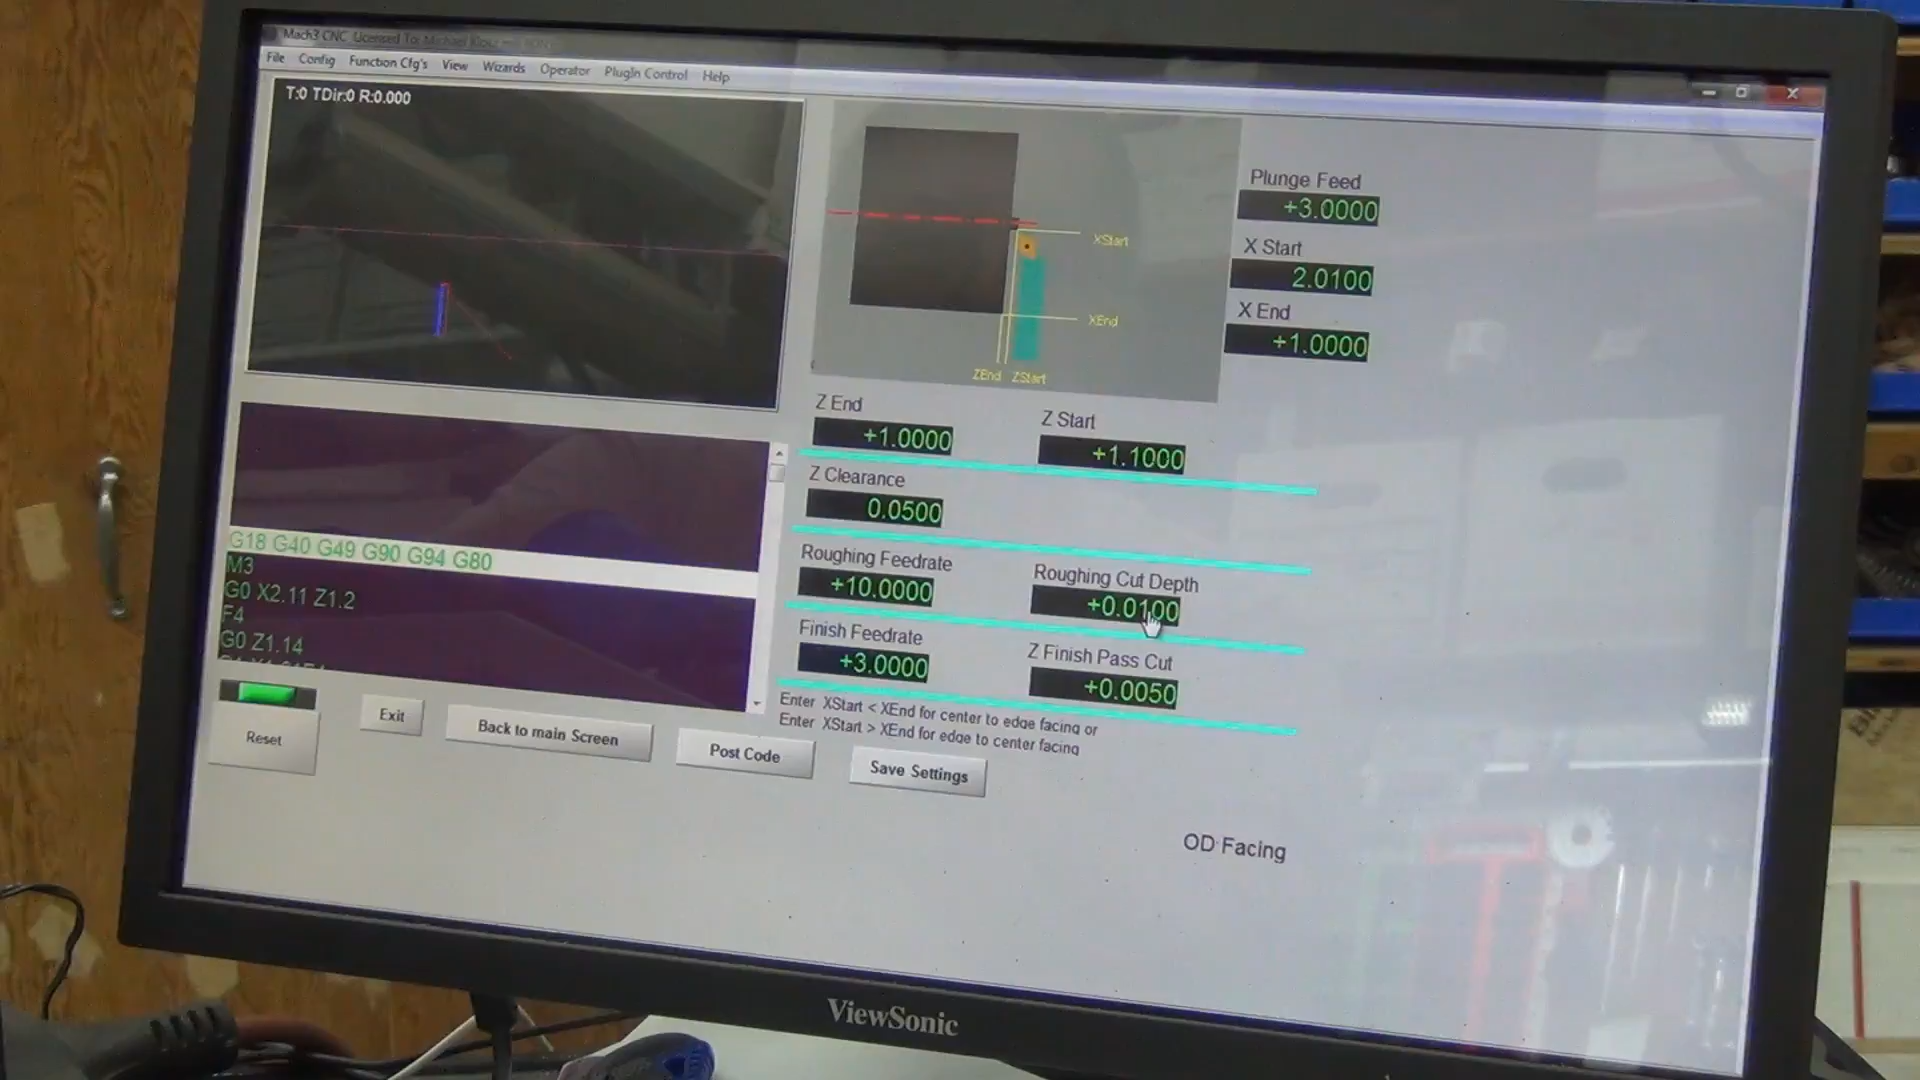 Mach3 CNC Licensed To: Michael
File Config Function Cfg's View Wizards Operator PlugIn Control Help
T:0 TDir:0 R:0.000
XStart
XEnd
ZEnd ZStart
Plunge Feed
+3.0000
X Start
2.0100
X End
+1.0000
Z End
+1.0000
Z Start
+1.1000
Z Clearance
0.0500
Roughing Feedrate
+10.0000
Roughing Cut Depth
+0.0100
Finish Feedrate
+3.0000
Z Finish Pass Cut
+0.0050
Enter XStart < XEnd for center to edge facing or
Enter XStart > XEnd for edge to center facing
G18 G40 G49 G90 G94 G80
M3
G0 X2.11 Z1.2
F4
G0 Z1.14
Reset
Exit
Back to main Screen
Post Code
Save Settings
OD Facing
ViewSonic